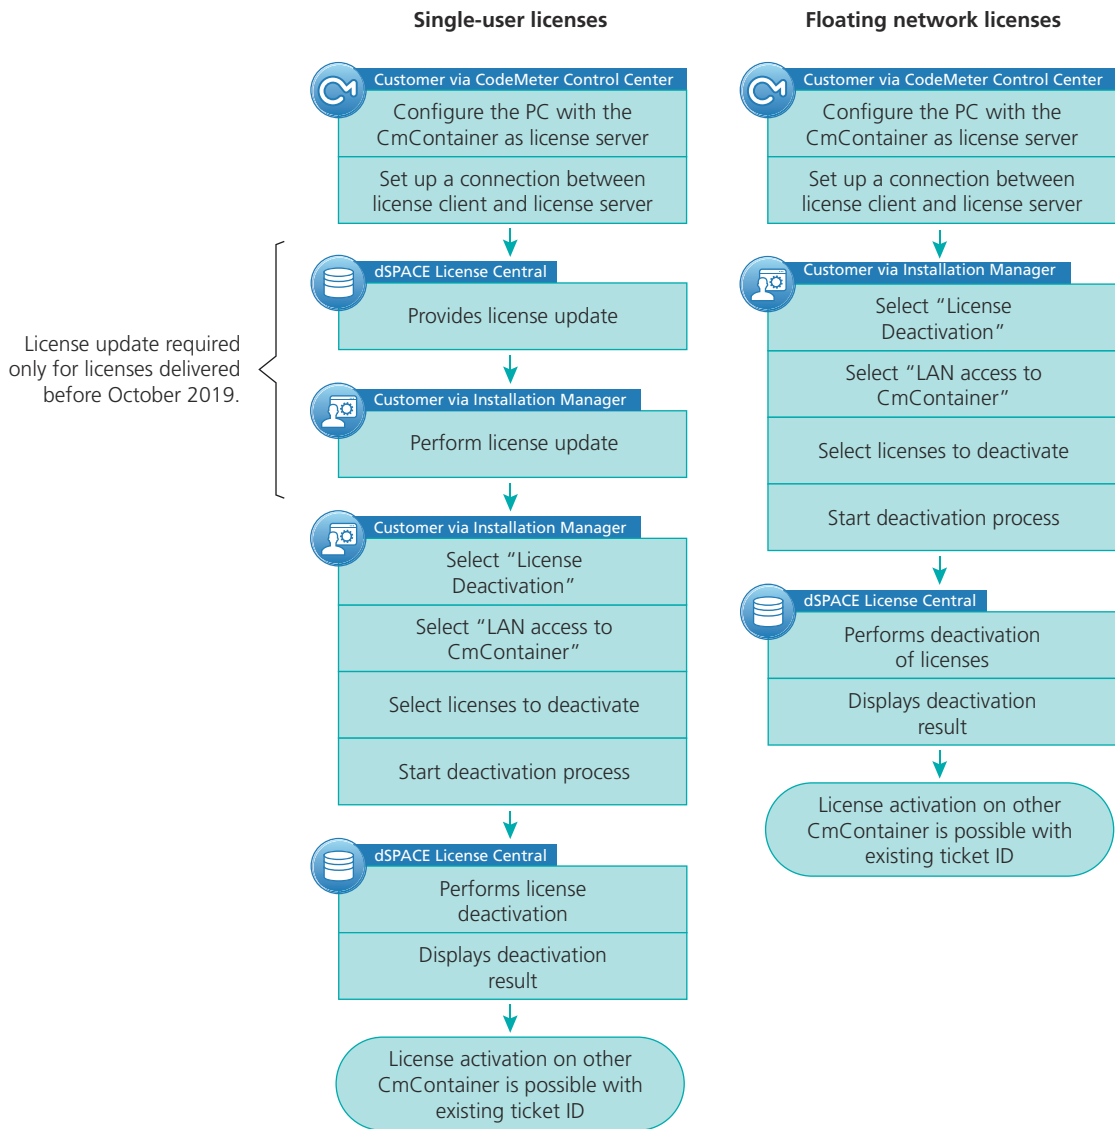 Single-user licenses
Customer via CodeMeter Control Center
Configure the PC with the
CmContainer as license server
Set up a connection between
license client and license server
License update required
only for licenses delivered
before October 2019.
dSPACE License Central
Provides license update
Customer via Installation Manager
Perform license update
Customer via Installation Manager
Select “License
Deactivation”
Select “LAN access to
CmContainer”
Select licenses to deactivate
Start deactivation process
dSPACE License Central
Performs license
deactivation
Displays deactivation
result
License activation on other
CmContainer is possible with
existing ticket ID
Floating network licenses
Customer via CodeMeter Control Center
Configure the PC with the
CmContainer as license server
Set up a connection between
license client and license server
Customer via Installation Manager
Select “License
Deactivation”
Select “LAN access to
CmContainer”
Select licenses to deactivate
Start deactivation process
dSPACE License Central
Performs deactivation
of licenses
Displays deactivation
result
License activation on other
CmContainer is possible with
existing ticket ID